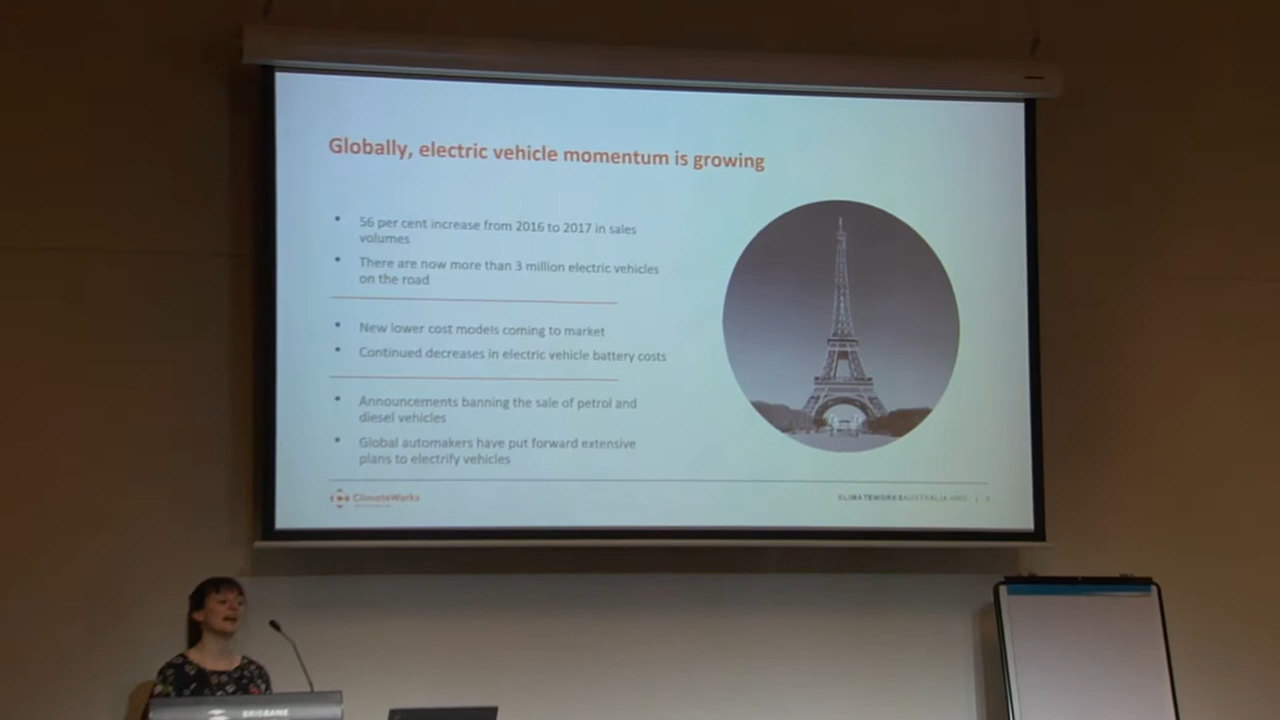 Globally, electric vehicle momentum is growing
• 56 per cent increase from 2016 to 2017 in sales
volumes
• There are now more than 3 million electric vehicles
on the road
• New lower cost models coming to market
• Continued decreases in electric vehicle battery costs
• Announcements banning the sale of petrol and
diesel vehicles
• Global automakers have put forward extensive
plans to electrify vehicles
ClimateWorks
CLIMATEWORKSAUSTRALIA.ORG |
BRISBANE